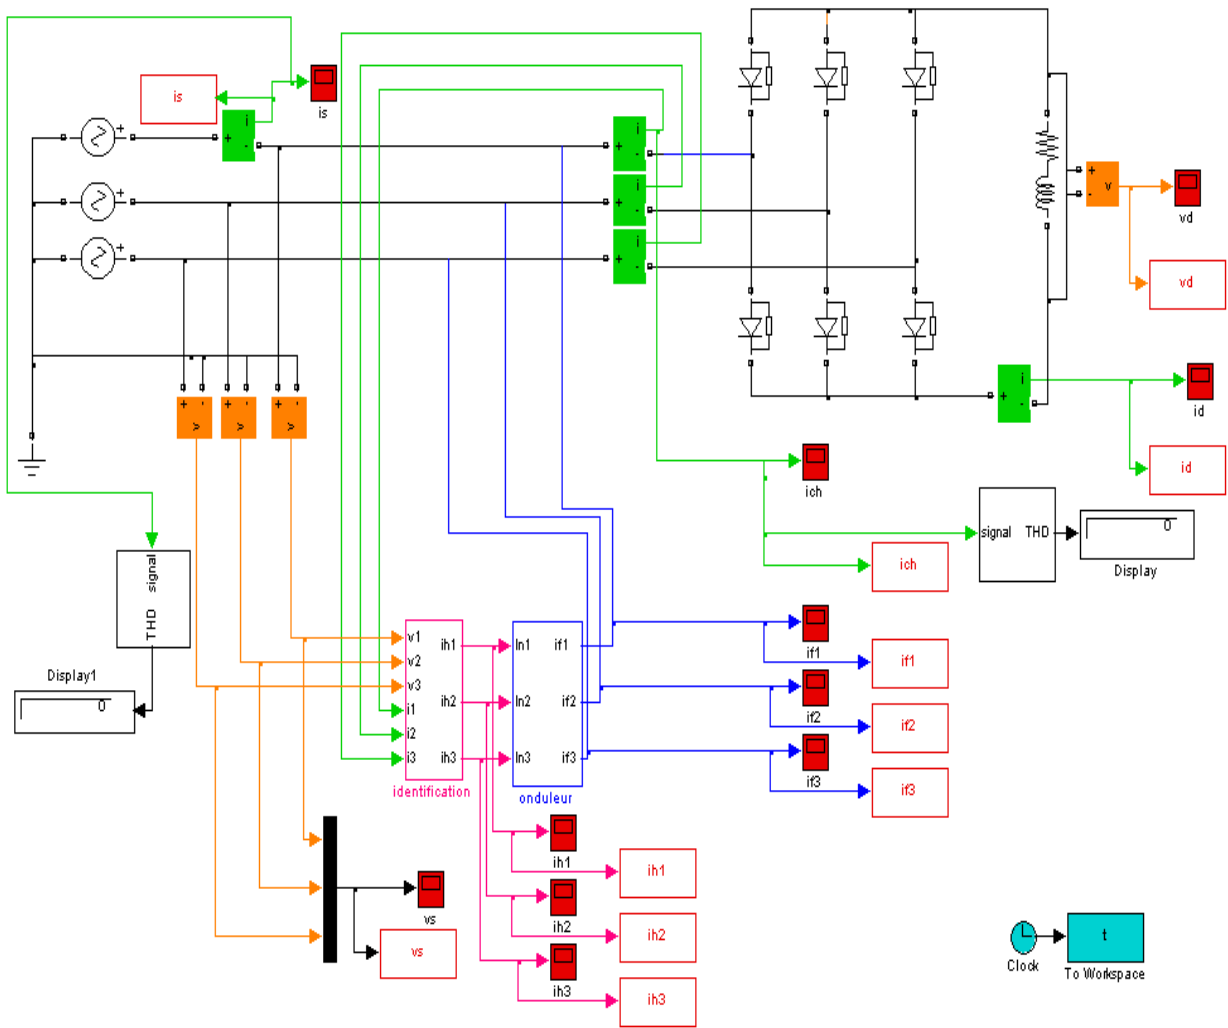 is
is
i
+
-
+
+
+
i
+
-
i
+
-
i
+
-
+
-
v
vd
vd
i
+
-
id
id
+ -
v
+ -
v
+ -
v
ich
ich
signal THD
0
Display
signal
THD
Display1
0
v1
v2
v3
i1
i2
i3
ih1
ih2
ih3
identification
In1
In2
In3
if1
if2
if3
onduleur
if1
if1
if2
if2
if3
if3
ih1
ih1
ih2
ih2
ih3
ih3
vs
vs
Clock
t
To Workspace